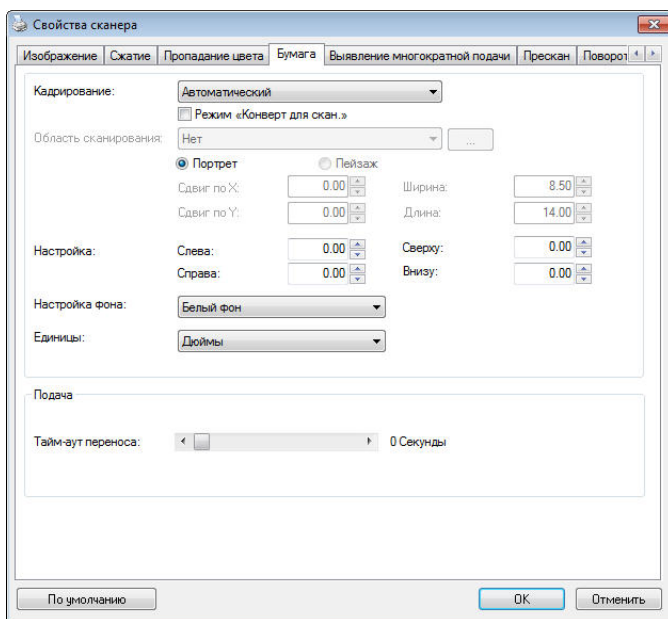 Свойства сканера
Изображение Сжатие Пропадание цвета Бумага Выявление многократной подачи Прескан Поворот
Кадрирование: Автоматический
Режим «Конверт для скан.»
Область сканирования: Нет ...
Портрет Пейзаж
Сдвиг по X: 0.00 Ширина: 8.50
Сдвиг по Y: 0.00 Длина: 14.00
Настройка: Слева: 0.00 Сверху: 0.00
Справа: 0.00 Внизу: 0.00
Настройка фона: Белый фон
Единицы: Дюймы
Подача
Тайм-аут переноса: 0 Секунды
По умолчанию OK Отменить